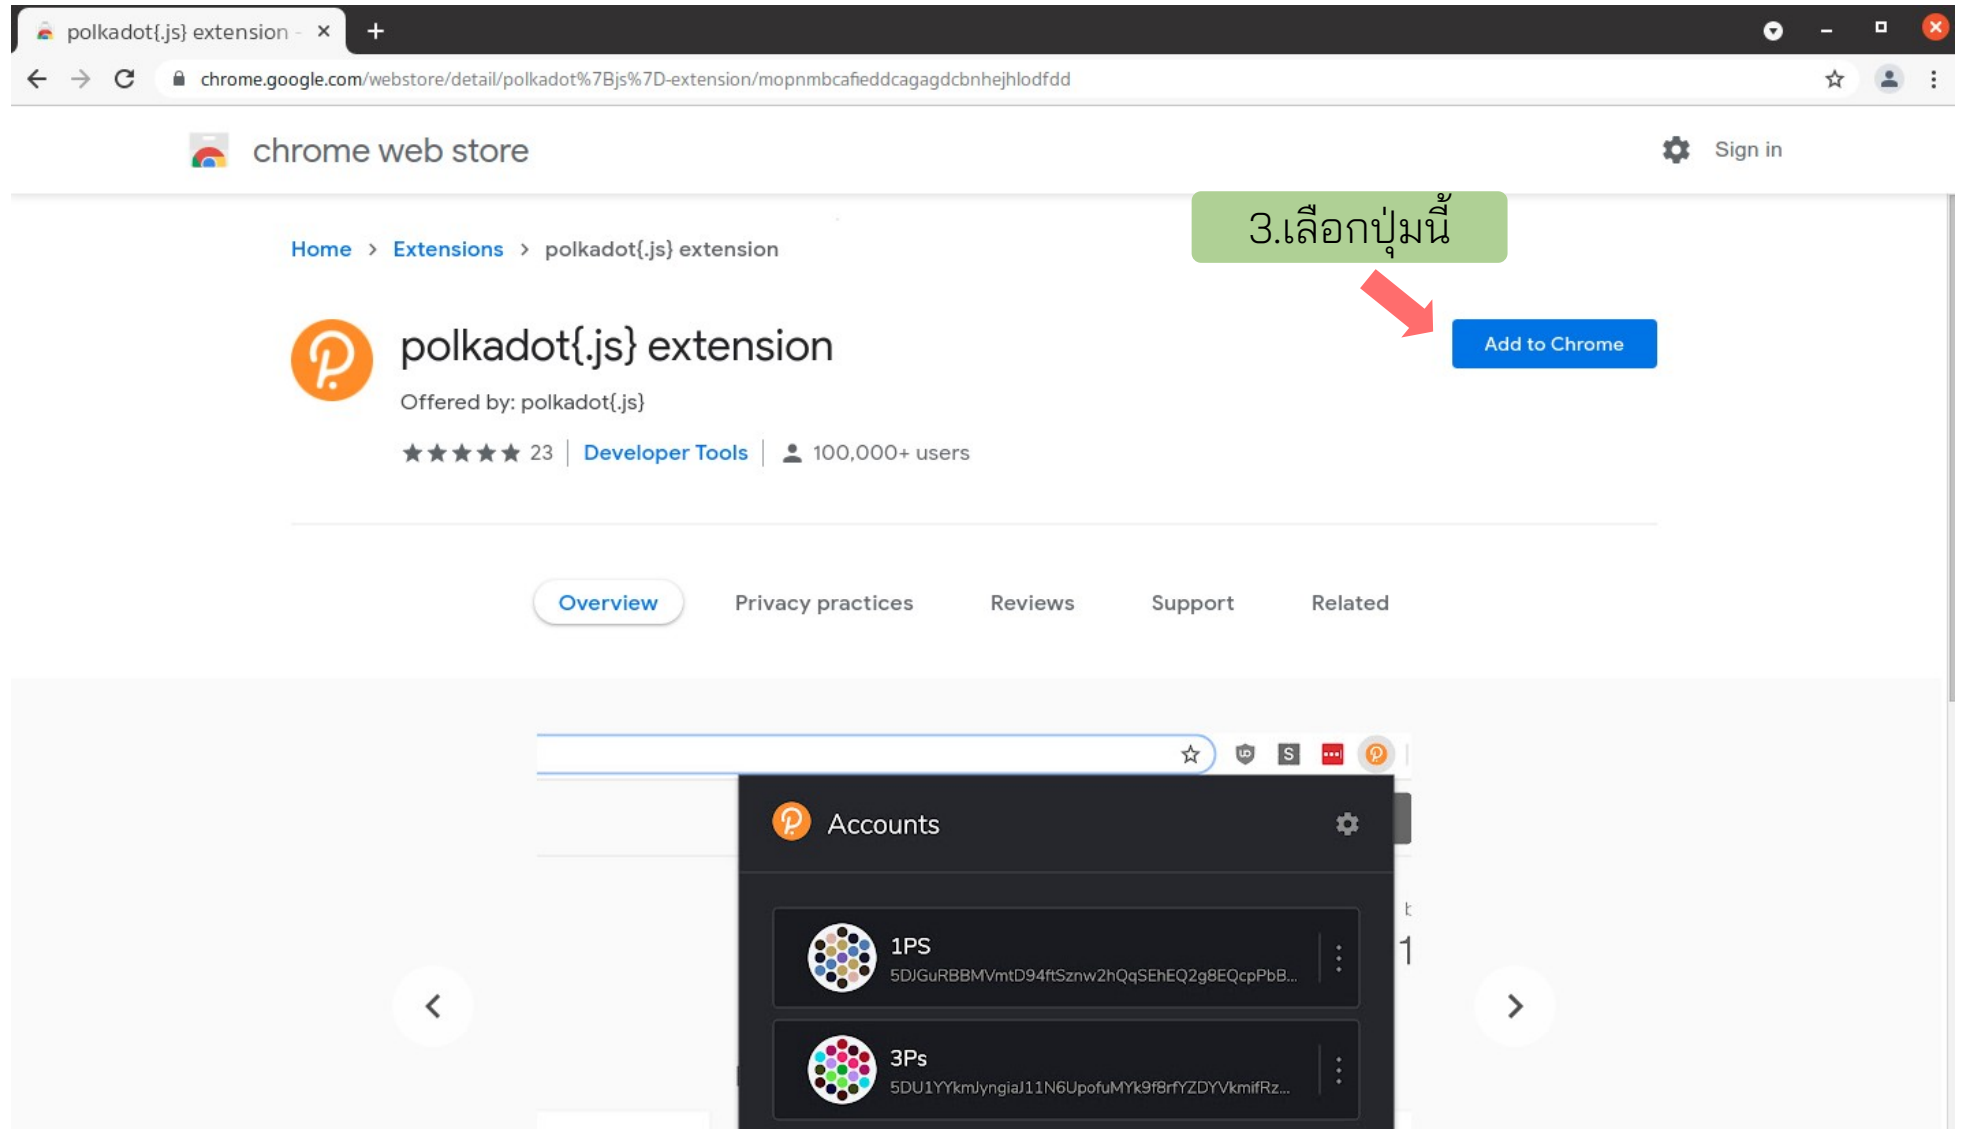 polkadot{.js} extension -
chrome.google.com/webstore/detail/polkadot%7Bjs%7D-extension/mopnmbcafieddcagagdcbnhejhlodfdd
chrome web store
Sign in
3.เลือกปุ่มนี้
Home > Extensions > polkadot{.js} extension
polkadot{.js} extension
Add to Chrome
Offered by: polkadot{.js}
★★★★★ 23 | Developer Tools | 100,000+ users
Overview Privacy practices Reviews Support Related
S
Accounts
1PS
5DJGuRBBMVmtD94ftSznw2hQqSEhEQ2g8EQcpPbB...
1
3Ps
5DU1YYkmJyngiaJ11N6UpofuMYk9f8rfYZDYVkmifRz...